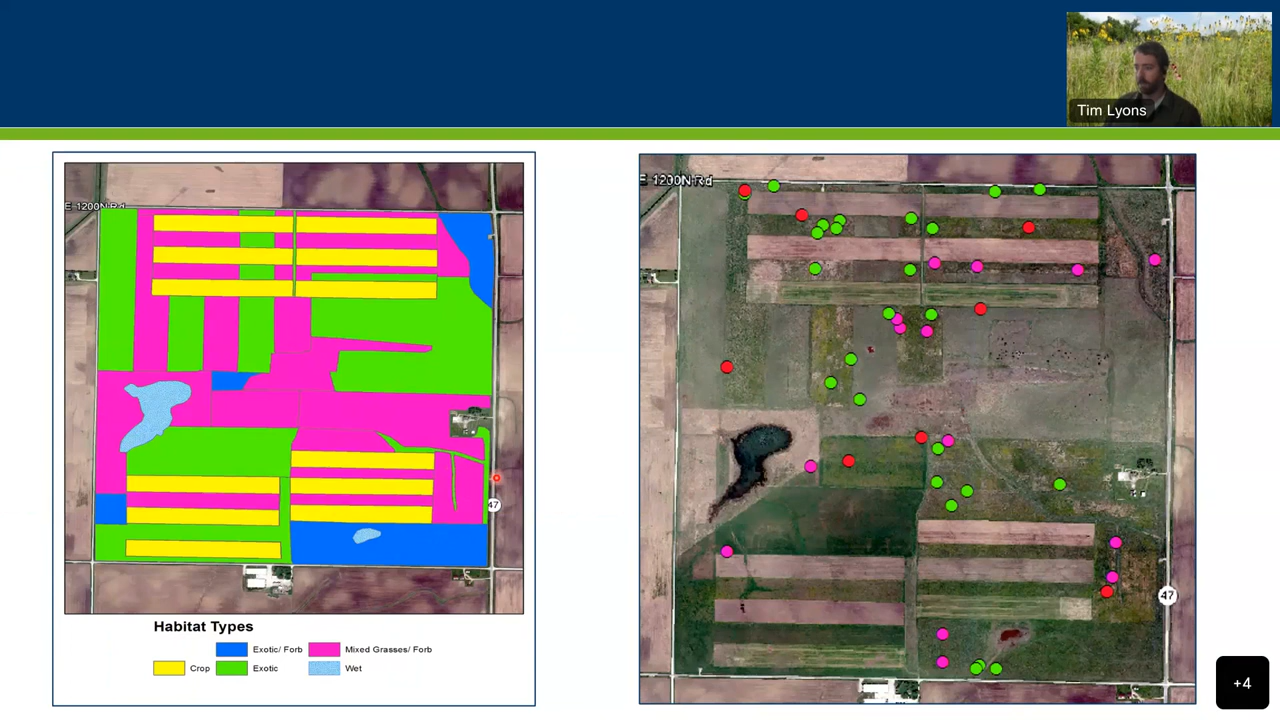 Tim Lyons
E 1200N Rd
47
Habitat Types
Exotic/ Forb
Mixed Grasses/ Forb
Crop
Exotic
Wet
E 1200N Rd
47
+4